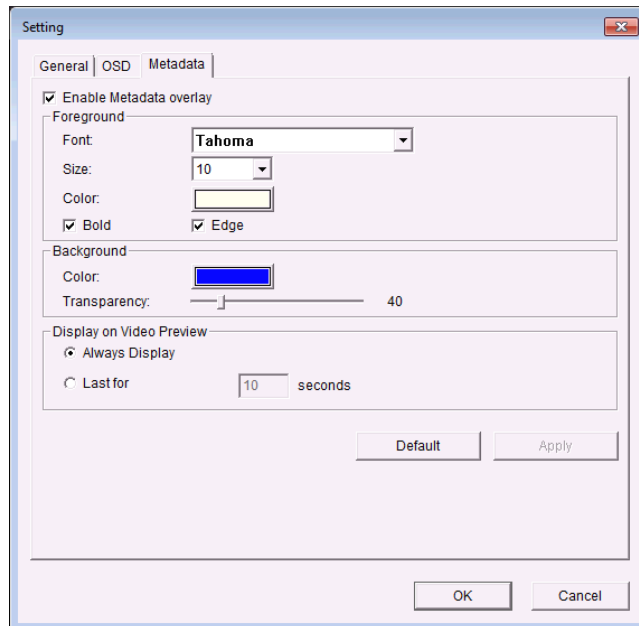 Setting
General OSD Metadata
Enable Metadata overlay
Foreground
Font: Tahoma
Size: 10
Color:
Bold Edge
Background
Color:
Transparency: 40
Display on Video Preview
Always Display
Last for 10 seconds
Default Apply
OK Cancel